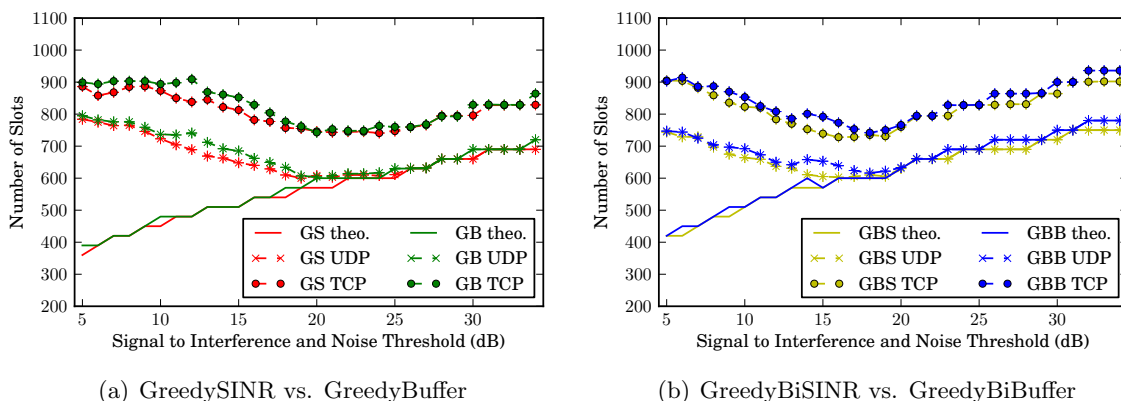 1100
1000
900
800
700
600
500
400
300
200
Number of Slots
GS theo.
GS UDP
GS TCP
GB theo.
GB UDP
GB TCP
5 10 15 20 25 30
Signal to Interference and Noise Threshold (dB)
(a) GreedySINR vs. GreedyBuffer
1100
1000
900
800
700
600
500
400
300
200
Number of Slots
GBS theo.
GBS UDP
GBS TCP
GBB theo.
GBB UDP
GBB TCP
5 10 15 20 25 30
Signal to Interference and Noise Threshold (dB)
(b) GreedyBiSINR vs. GreedyBiBuffer